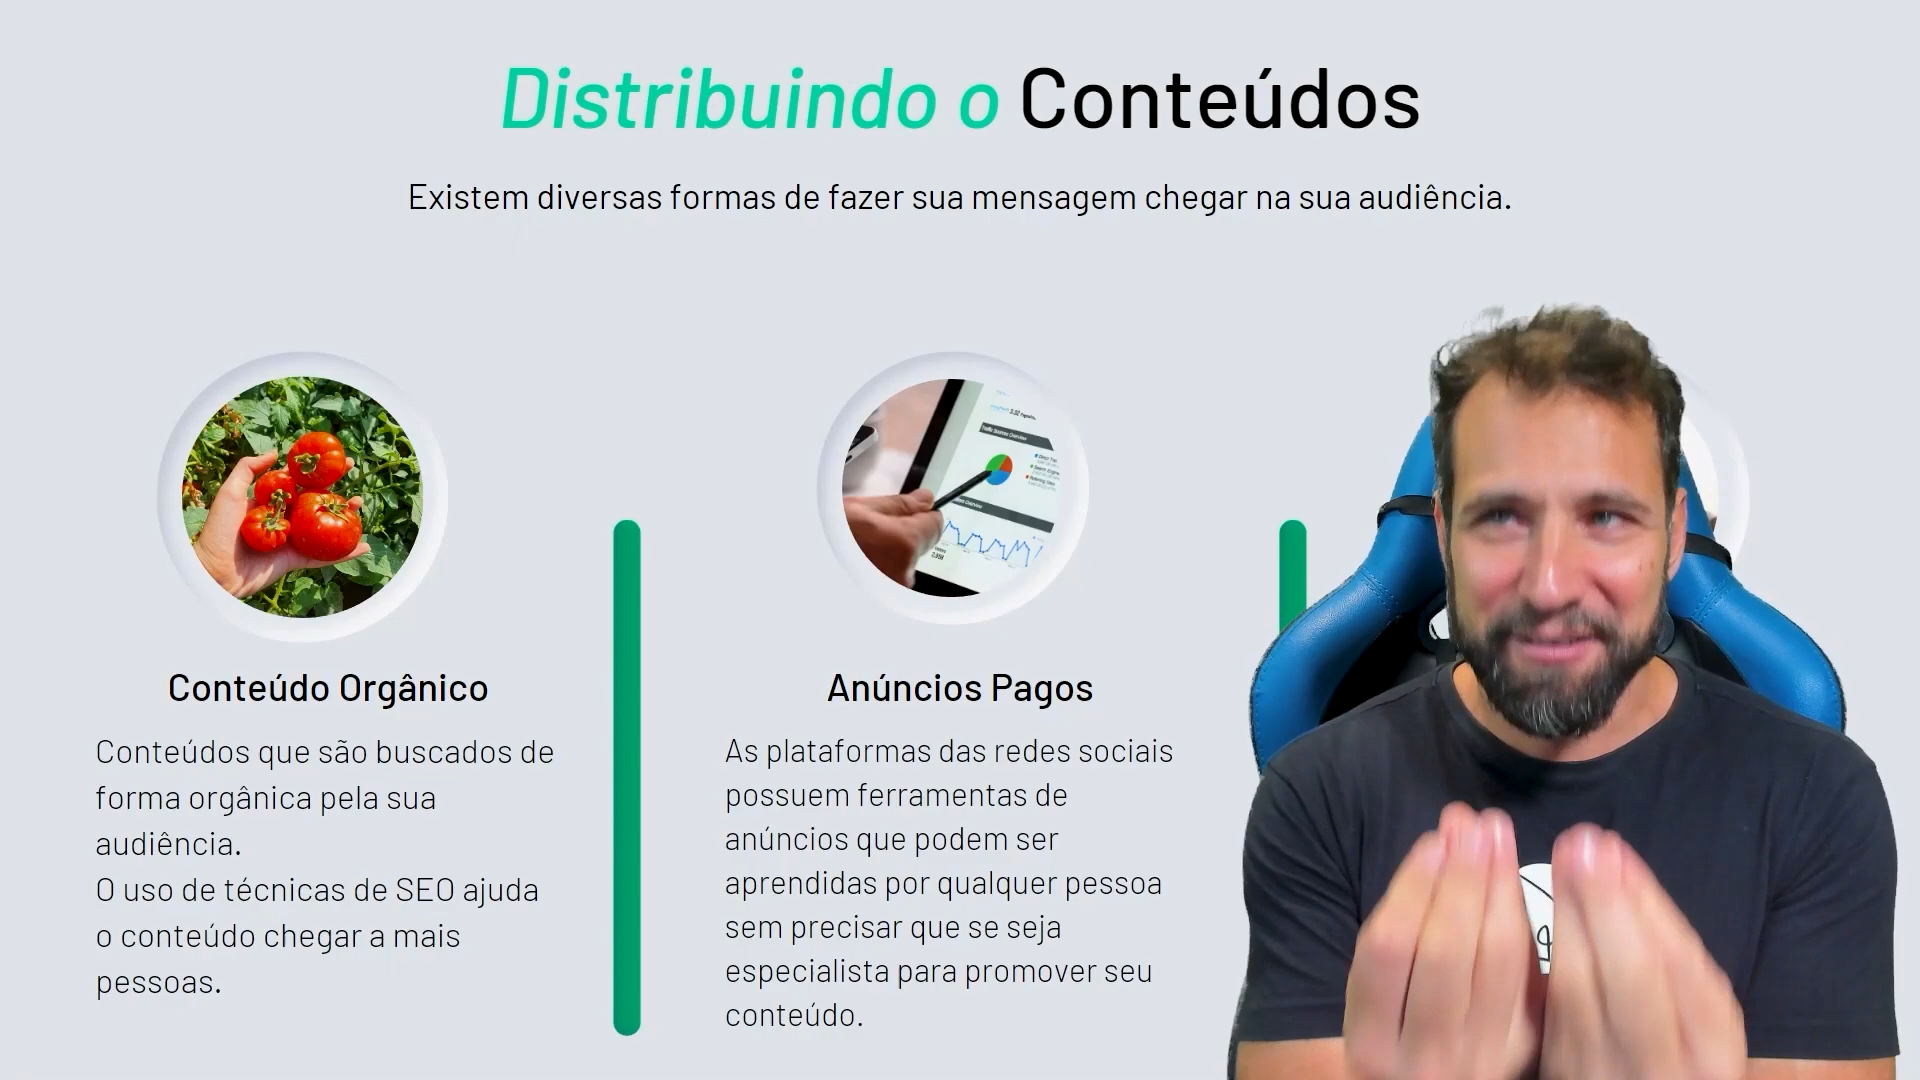 Distribuindo o Conteúdos
Existem diversas formas de fazer sua mensagem chegar na sua audiência.
Conteúdo Orgânico
Conteúdos que são buscados de
forma orgânica pela sua
audiência.
O uso de técnicas de SEO ajuda
o conteúdo chegar a mais
pessoas.
Anúncios Pagos
As plataformas das redes sociais
possuem ferramentas de
anúncios que podem ser
aprendidas por qualquer pessoa
sem precisar que se seja
especialista para promover seu
conteúdo.